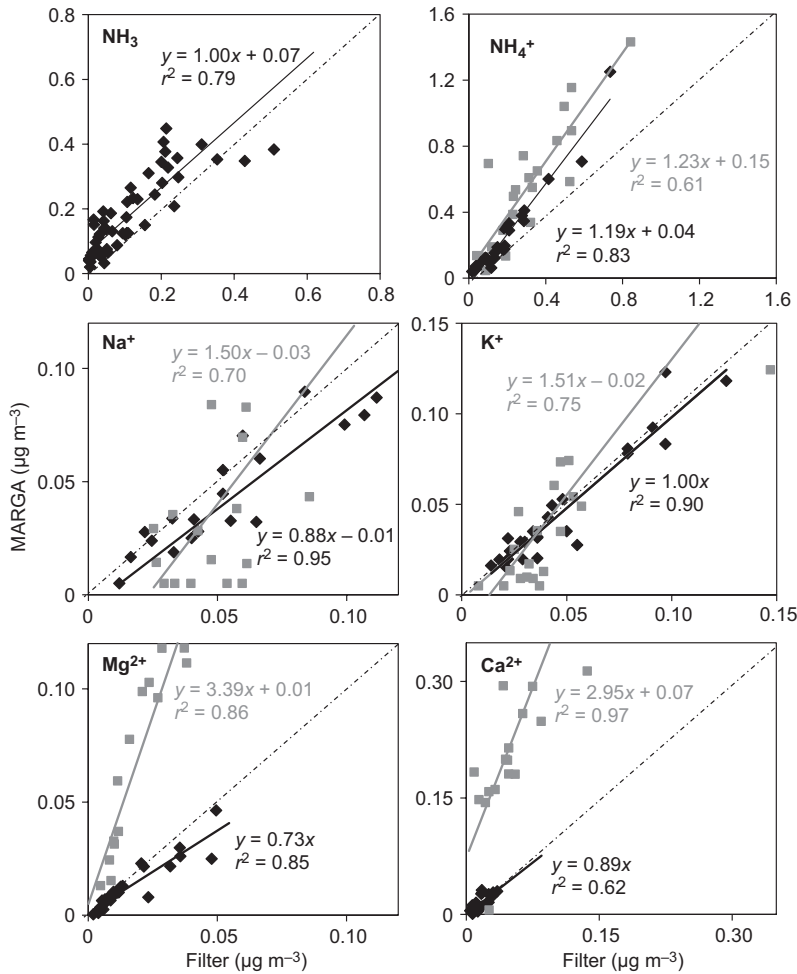 NH3
y = 1.00x + 0.07
r2 = 0.79
0.8
0.6
0.4
0.2
0
0 0.2 0.4 0.6 0.8
NH4+
y = 1.23x + 0.15
r2 = 0.61
y = 1.19x + 0.04
r2 = 0.83
1.6
1.2
0.8
0.4
0
0 0.4 0.8 1.2 1.6
MARGA (µg m–3)
Na+
y = 1.50x – 0.03
r2 = 0.70
y = 0.88x – 0.01
r2 = 0.95
0.10
0.05
0
0 0.05 0.10
K+
y = 1.51x – 0.02
r2 = 0.75
y = 1.00x
r2 = 0.90
0.15
0.10
0.05
0
0 0.05 0.10 0.15
Mg2+
y = 3.39x + 0.01
r2 = 0.86
y = 0.73x
r2 = 0.85
0.10
0.05
0
0 0.05 0.10
Filter (µg m–3)
Ca2+
y = 2.95x + 0.07
r2 = 0.97
y = 0.89x
r2 = 0.62
0.30
0.15
0
0 0.15 0.30
Filter (µg m–3)